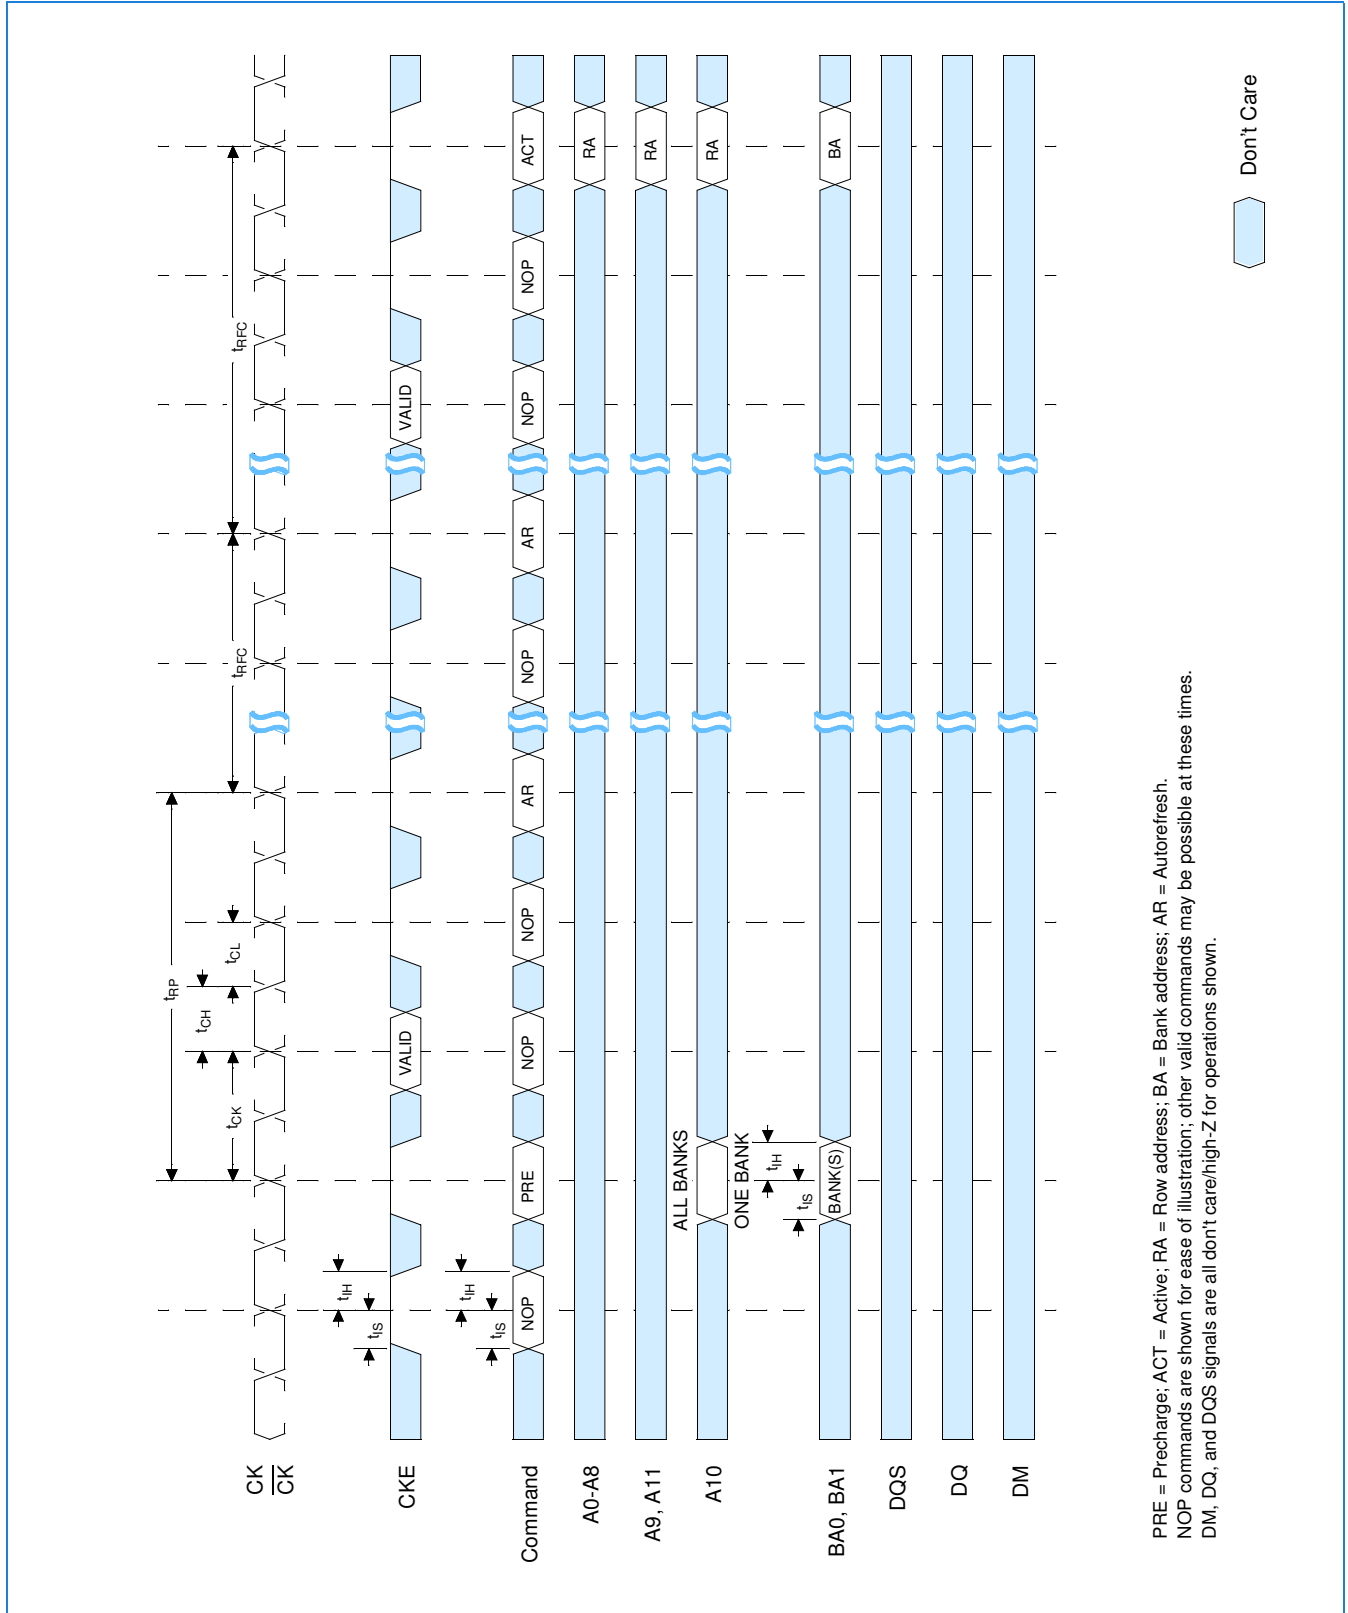 tRP
tCH
tCK tCL tRFC tRFC
CK
CK
tIH
tIS
CKE VALID VALID
tIH
tIS
Command NOP PRE NOP NOP AR NOP AR NOP NOP ACT
A0-A8 RA
A9, A11 RA
ALL BANKS
A10 RA
ONE BANK
tIH
tIS
BA0, BA1 BANK(S) BA
DQS
DQ
DM
PRE = Precharge; ACT = Active; RA = Row address; BA = Bank address; AR = Autorefresh.
NOP commands are shown for ease of illustration; other valid commands may be possible at these times.
DM, DQ, and DQS signals are all don't care/high-Z for operations shown.
Don't Care